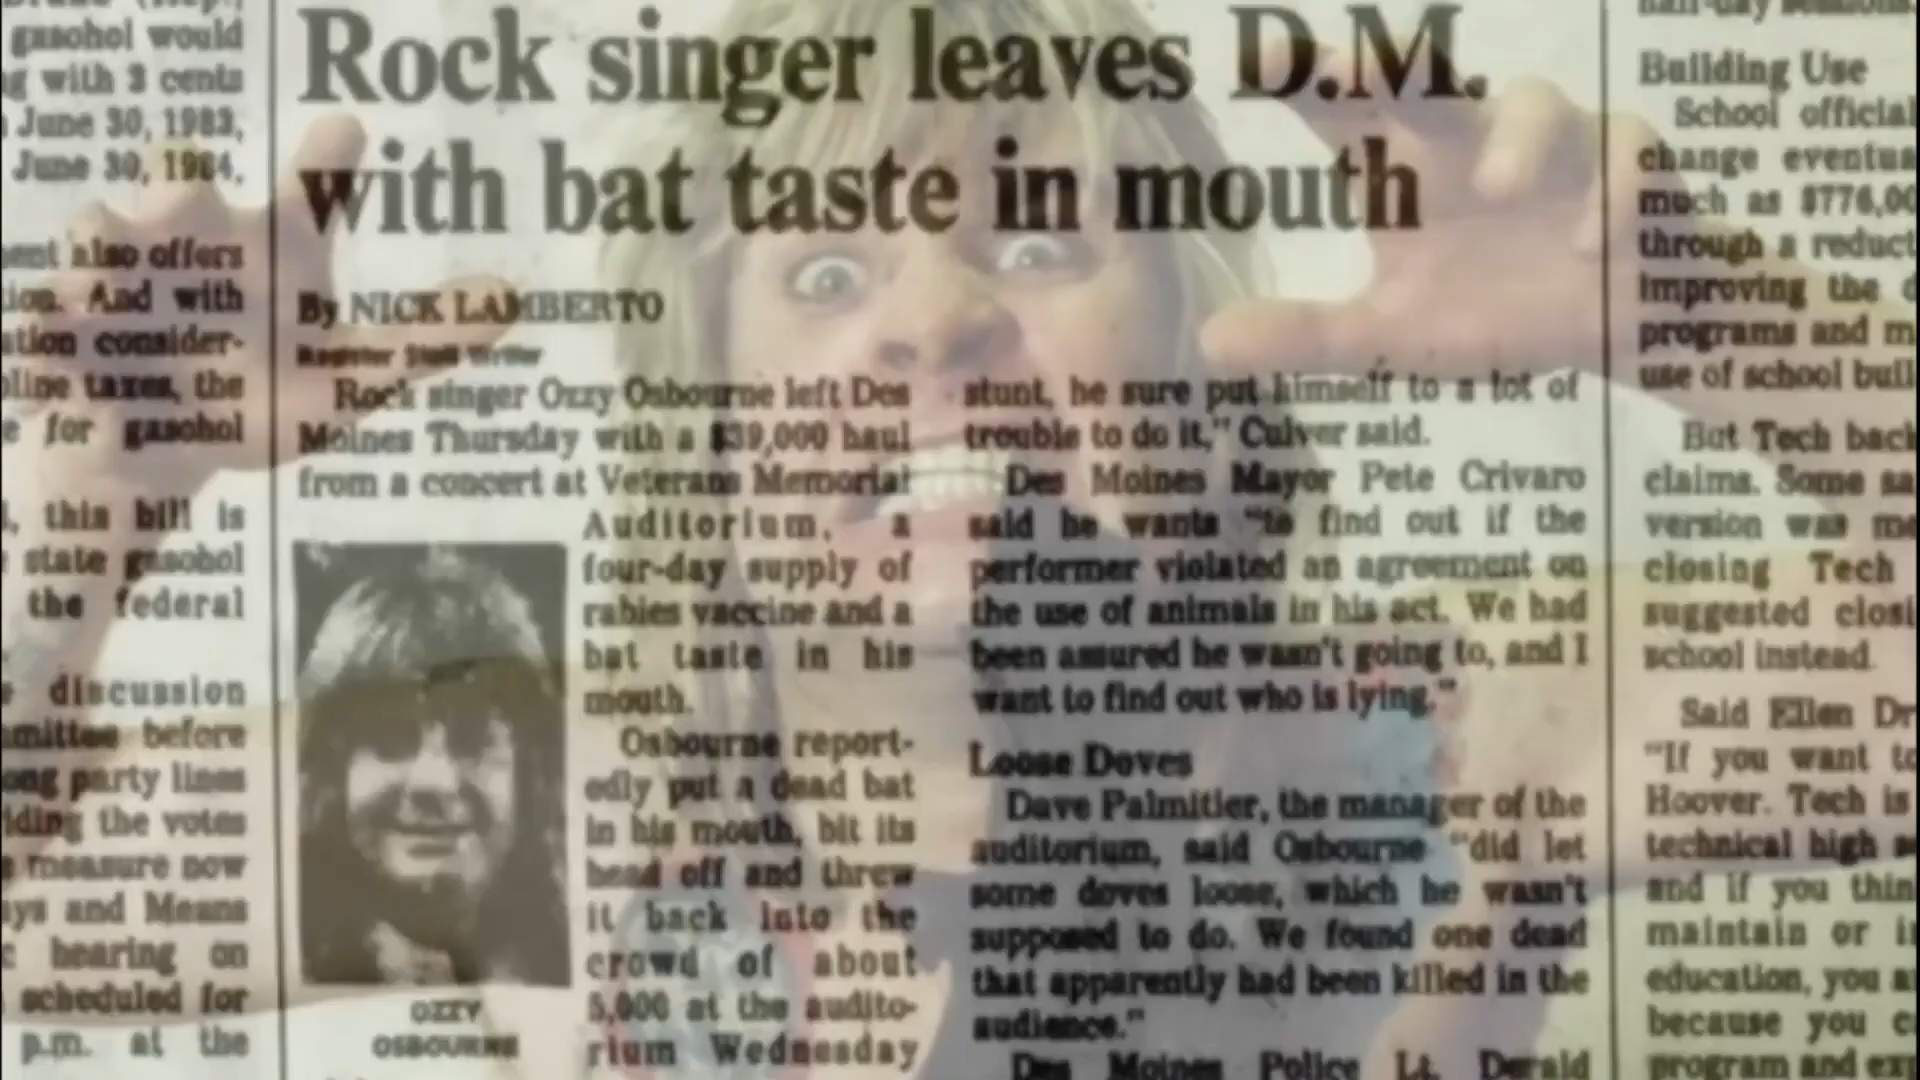 gasohol would
with 3 cents
June 30, 1983,
June 30, 1984.
also offers
And with
consider-
taxes, the
for gasohol
this bill is
state gasohol
the federal
discussion
before
party lines
the votes
measure now
and Means
hearing on
scheduled for
p.m. at the
Rock singer leaves D.M.
with bat taste in mouth
By NICK LAMBERTO
Register Staff Writer
Rock singer Ozzy Osbourne left Des
Moines Thursday with a $39,000 haul
from a concert at Veterans Memorial
Auditorium, a
four-day supply of
rabies vaccine and a
bat taste in his
mouth.
Osbourne report-
edly put a dead bat
in his mouth, bit its
head off and threw
it back into the
crowd of about
5,000 at the audito-
rium Wednesday
OZZY
OSBOURNE
stunt, he sure put himself to a lot of
trouble to do it," Culver said.
Des Moines Mayor Pete Crivaro
said he wants "to find out if the
performer violated an agreement on
the use of animals in his act. We had
been assured he wasn't going to, and I
want to find out who is lying."
Loose Doves
Dave Palmitier, the manager of the
auditorium, said Osbourne "did let
some doves loose, which he wasn't
supposed to do. We found one dead
that apparently had been killed in the
audience."
Des Moines Police Lt.
Building Use
School official
change
much as
through a
improving the
programs and
use of school
But Tech
claims. Some
version was
closing Tech
suggested
school instead.
Said Ellen
"If you want
Hoover. Tech is
technical high
and if you
maintain or
education, you
because you
program and